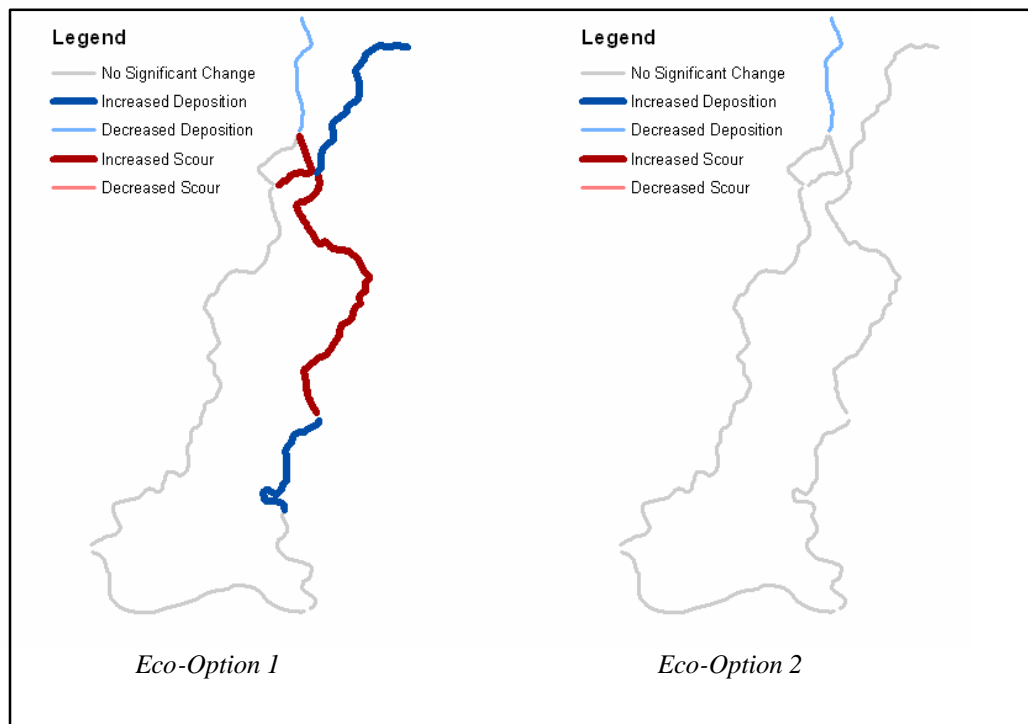 Legend
No Significant Change
Increased Deposition
Decreased Deposition
Increased Scour
Decreased Scour
Eco-Option 1
Legend
No Significant Change
Increased Deposition
Decreased Deposition
Increased Scour
Decreased Scour
Eco-Option 2